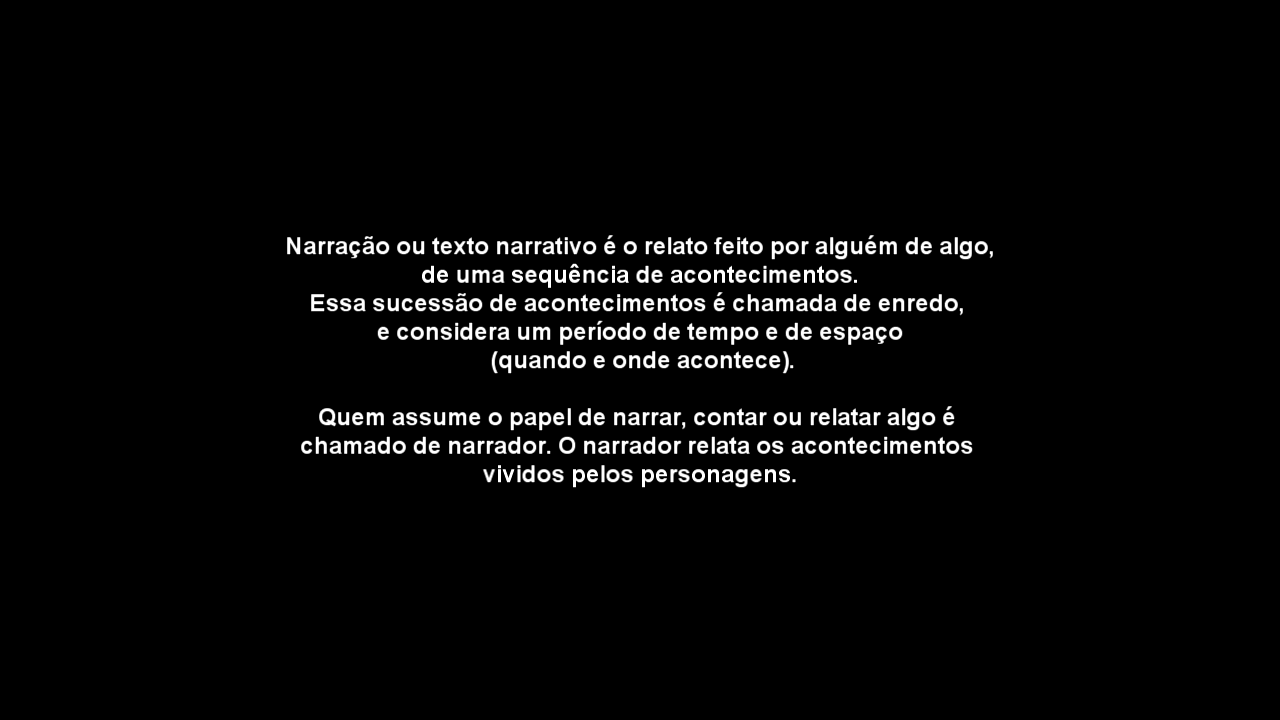 Narração ou texto narrativo é o relato feito por alguém de algo,
de uma sequência de acontecimentos.
Essa sucessão de acontecimentos é chamada de enredo,
e considera um período de tempo e de espaço
(quando e onde acontece).
Quem assume o papel de narrar, contar ou relatar algo é
chamado de narrador. O narrador relata os acontecimentos
vividos pelos personagens.